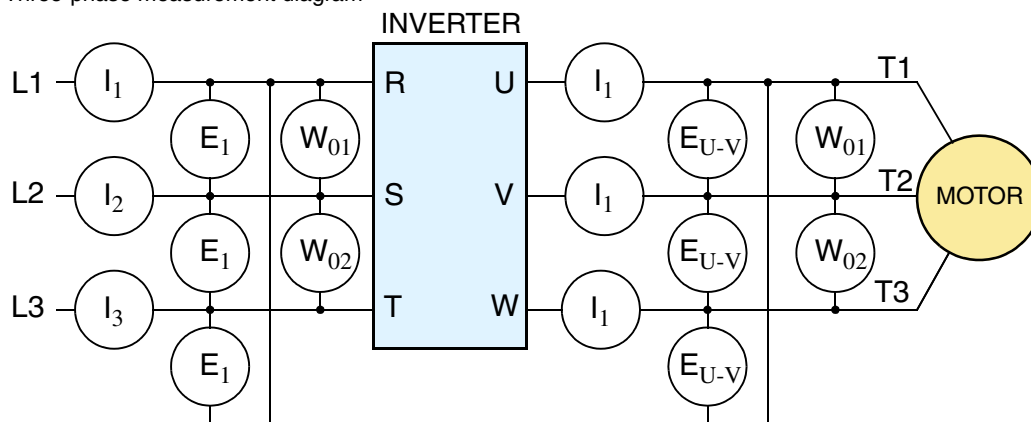 Three-phase measurement diagram
INVERTER
L1 I1 R U I1 T1
E1 W01 EU-V W01
L2 I2 S V I1 T2 MOTOR
E1 W02 EU-V W02
L3 I3 T W I1 T3
E1 EU-V